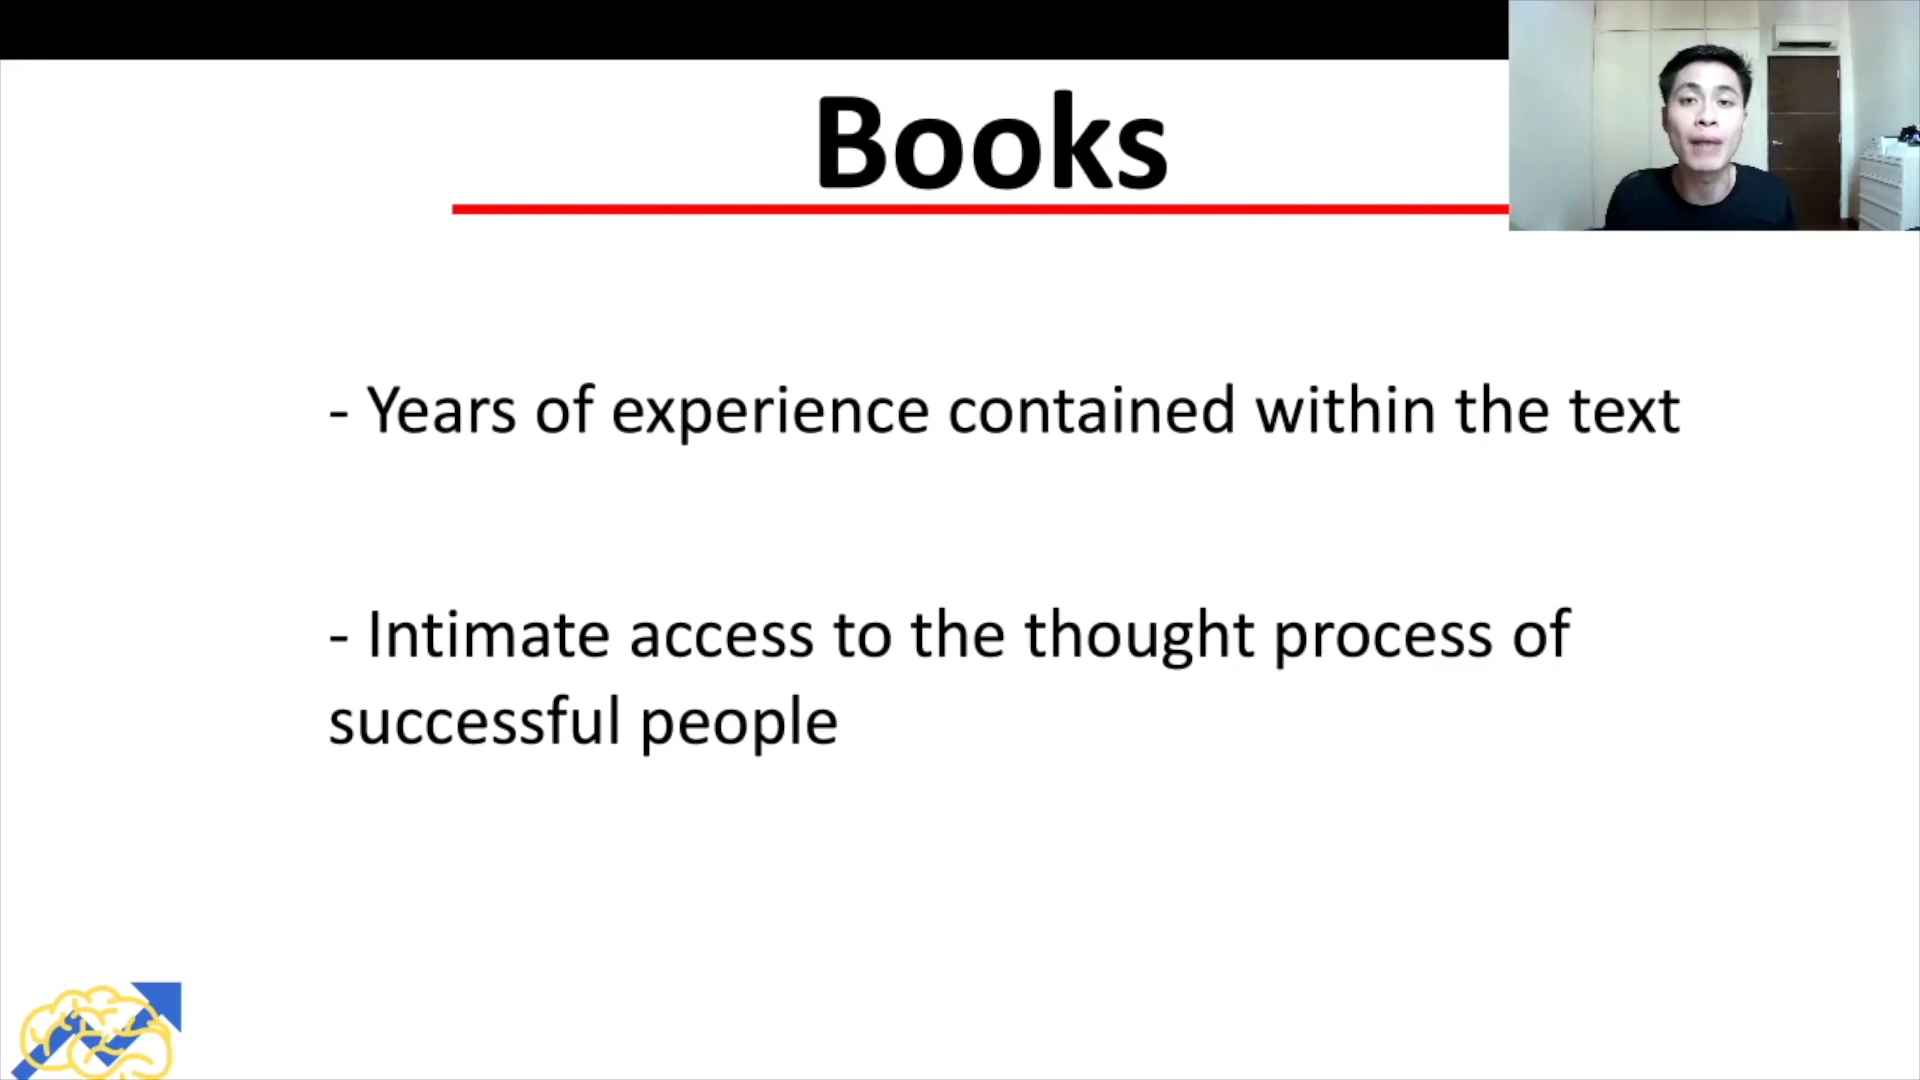 Books
- Years of experience contained within the text
- Intimate access to the thought process of
successful people